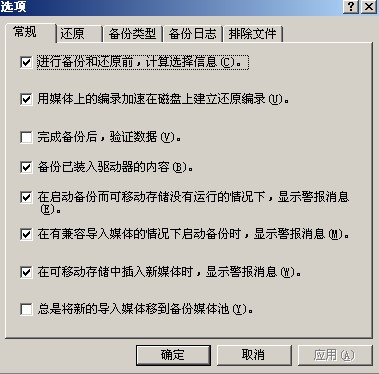 选项
常规 还原 备份类型 备份日志 排除文件
进行备份和还原前，计算选择信息(C)。
用媒体上的编录加速在磁盘上建立还原编录(U)。
完成备份后，验证数据(V)。
备份已装入驱动器的内容(B)。
在启动备份而可移动存储没有运行的情况下，显示警报消息
(E)。
在有兼容导入媒体的情况下启动备份时，显示警报消息(M)。
在可移动存储中插入新媒体时，显示警报消息(W)。
总是将新的导入媒体移到备份媒体池(Y)。
确定 取消 应用(A)